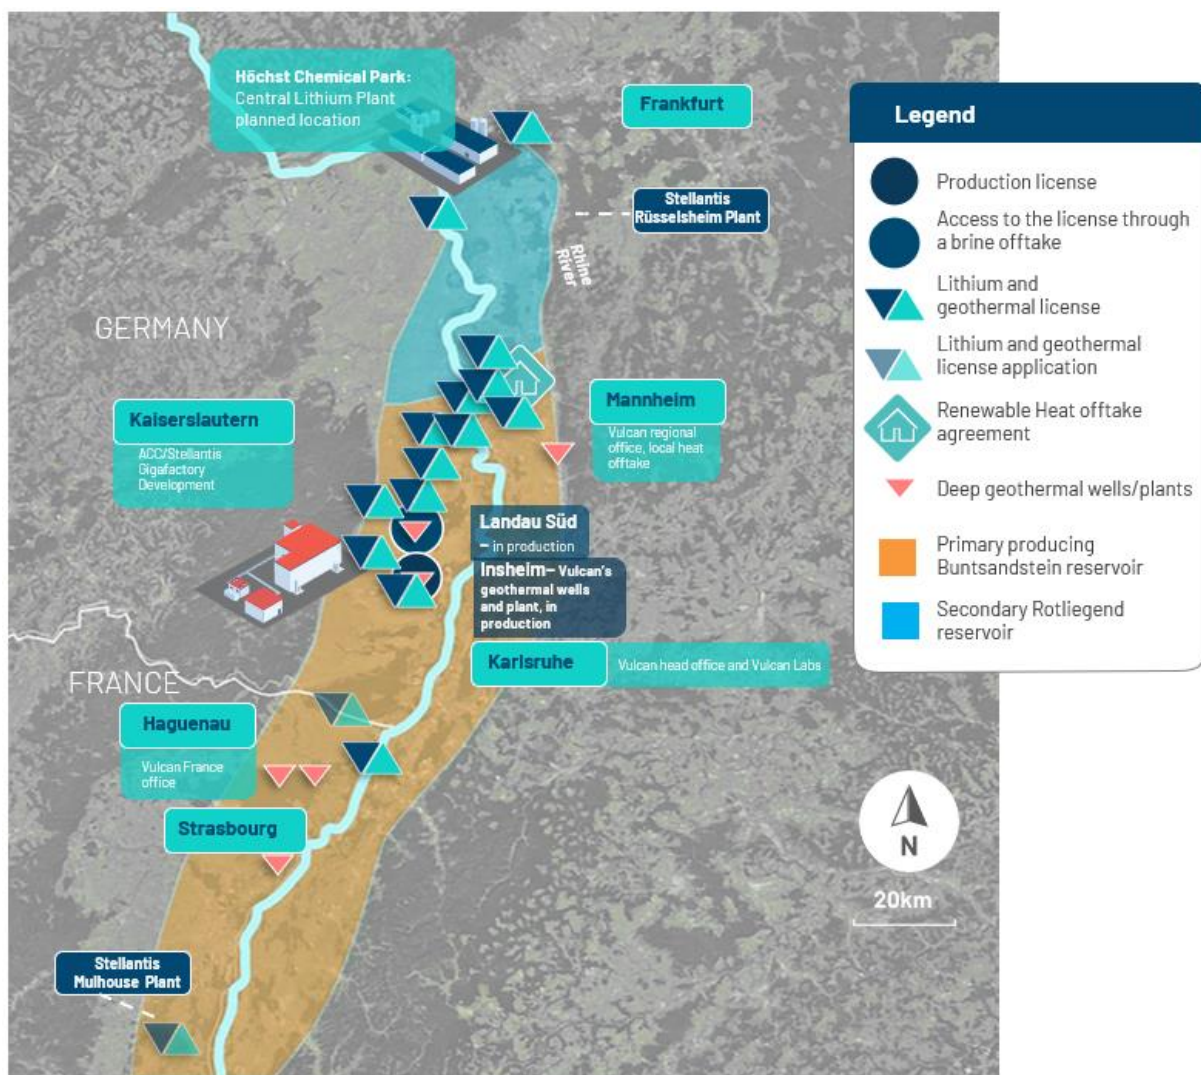 Höchst Chemical Park:
Central Lithium Plant
planned location
Frankfurt
Stellantis
Rüsselsheim Plant
Rhine
River
GERMANY
Kaiserslautern
ACC/Stellantis
Gigafactory
Development
Mannheim
Vulcan regional
office, local heat
offtake
Landau Süd
– in production
Insheim– Vulcan's
geothermal wells
and plant, in
production
Karlsruhe
Vulcan head office and Vulcan Labs
FRANCE
Haguenau
Vulcan France
office
Strasbourg
Stellantis
Mulhouse Plant
Legend
Production license
Access to the license through
a brine offtake
Lithium and
geothermal license
Lithium and geothermal
license application
Renewable Heat offtake
agreement
Deep geothermal wells/plants
Primary producing
Buntsandstein reservoir
Secondary Rotliegend
reservoir
N
20km